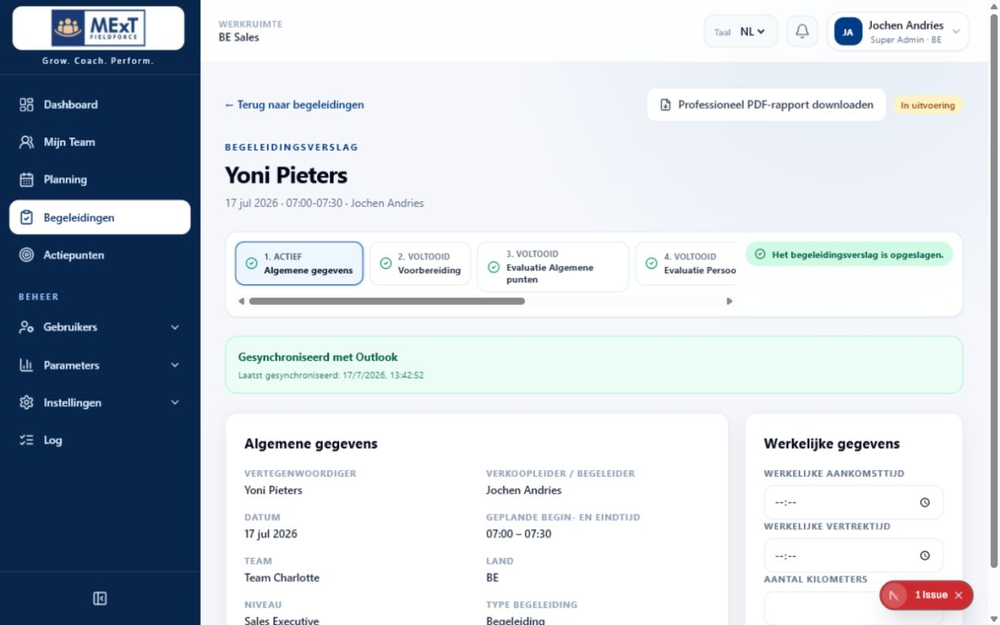 MExT
FIELDFORCE
Grow. Coach. Perform.
Dashboard
Mijn Team
Planning
Begeleidingen
Actiepunten
BEHEER
Gebruikers
Parameters
Instellingen
Log
WERKRUIMTE
BE Sales
Taal NL
JA
Jochen Andries
Super Admin · BE
← Terug naar begeleidingen
Professioneel PDF-rapport downloaden
In uitvoering
BEGELEIDINGSVERSLAG
Yoni Pieters
17 jul 2026 · 07:00-07:30 · Jochen Andries
1. ACTIEF
Algemene gegevens
2. VOLTOOID
Voorbereiding
3. VOLTOOID
Evaluatie Algemene
punten
4. VOLTOOID
Evaluatie Persoo
Het begeleidingsverslag is opgeslagen.
Gesynchroniseerd met Outlook
Laatst gesynchroniseerd: 17/7/2026, 13:42:52
Algemene gegevens
VERTEGENWOORDIGER
Yoni Pieters
VERKOOPLEIDER / BEGELEIDER
Jochen Andries
DATUM
17 jul 2026
GEPLANDE BEGIN- EN EINDTIJD
07:00 – 07:30
TEAM
Team Charlotte
LAND
BE
NIVEAU
Sales Executive
TYPE BEGELEIDING
Begeleiding
Werkelijke gegevens
WERKELIJKE AANKOMSTTIJD
--:--
WERKELIJKE VERTREKTIJD
--:--
AANTAL KILOMETERS
N
1 Issue